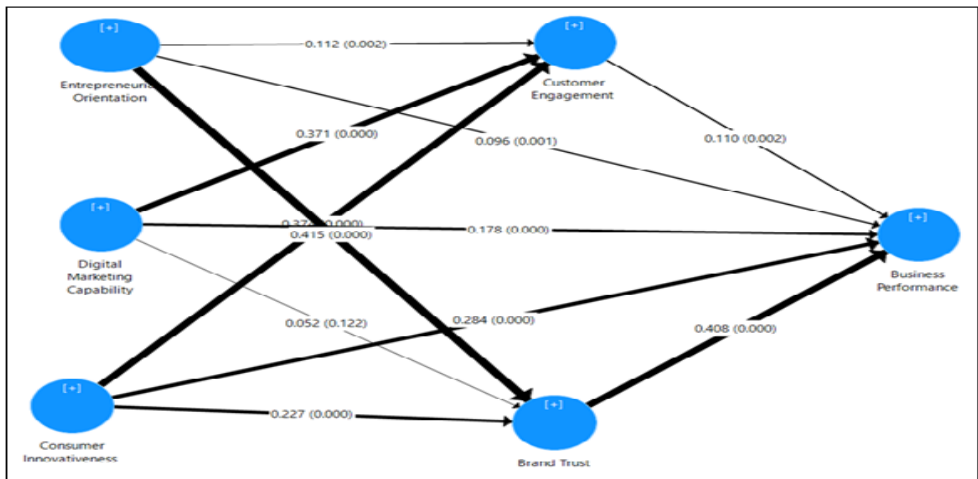 [+]
[+]
0.112 (0.002)
Orientation
Customer
Engagement
0.371 (0.000)
0.096 (0.001)
0.110 (0.002)
[+]
[+]
0.415 (0.000)
0.178 (0.000)
Digital
Marketing
Capability
Business
Performance
0.052 (0.122)
0.284 (0.000)
0.408 (0.000)
[+]
0.227 (0.000)
[+]
Consumer
Innovativeness
Brand Trust